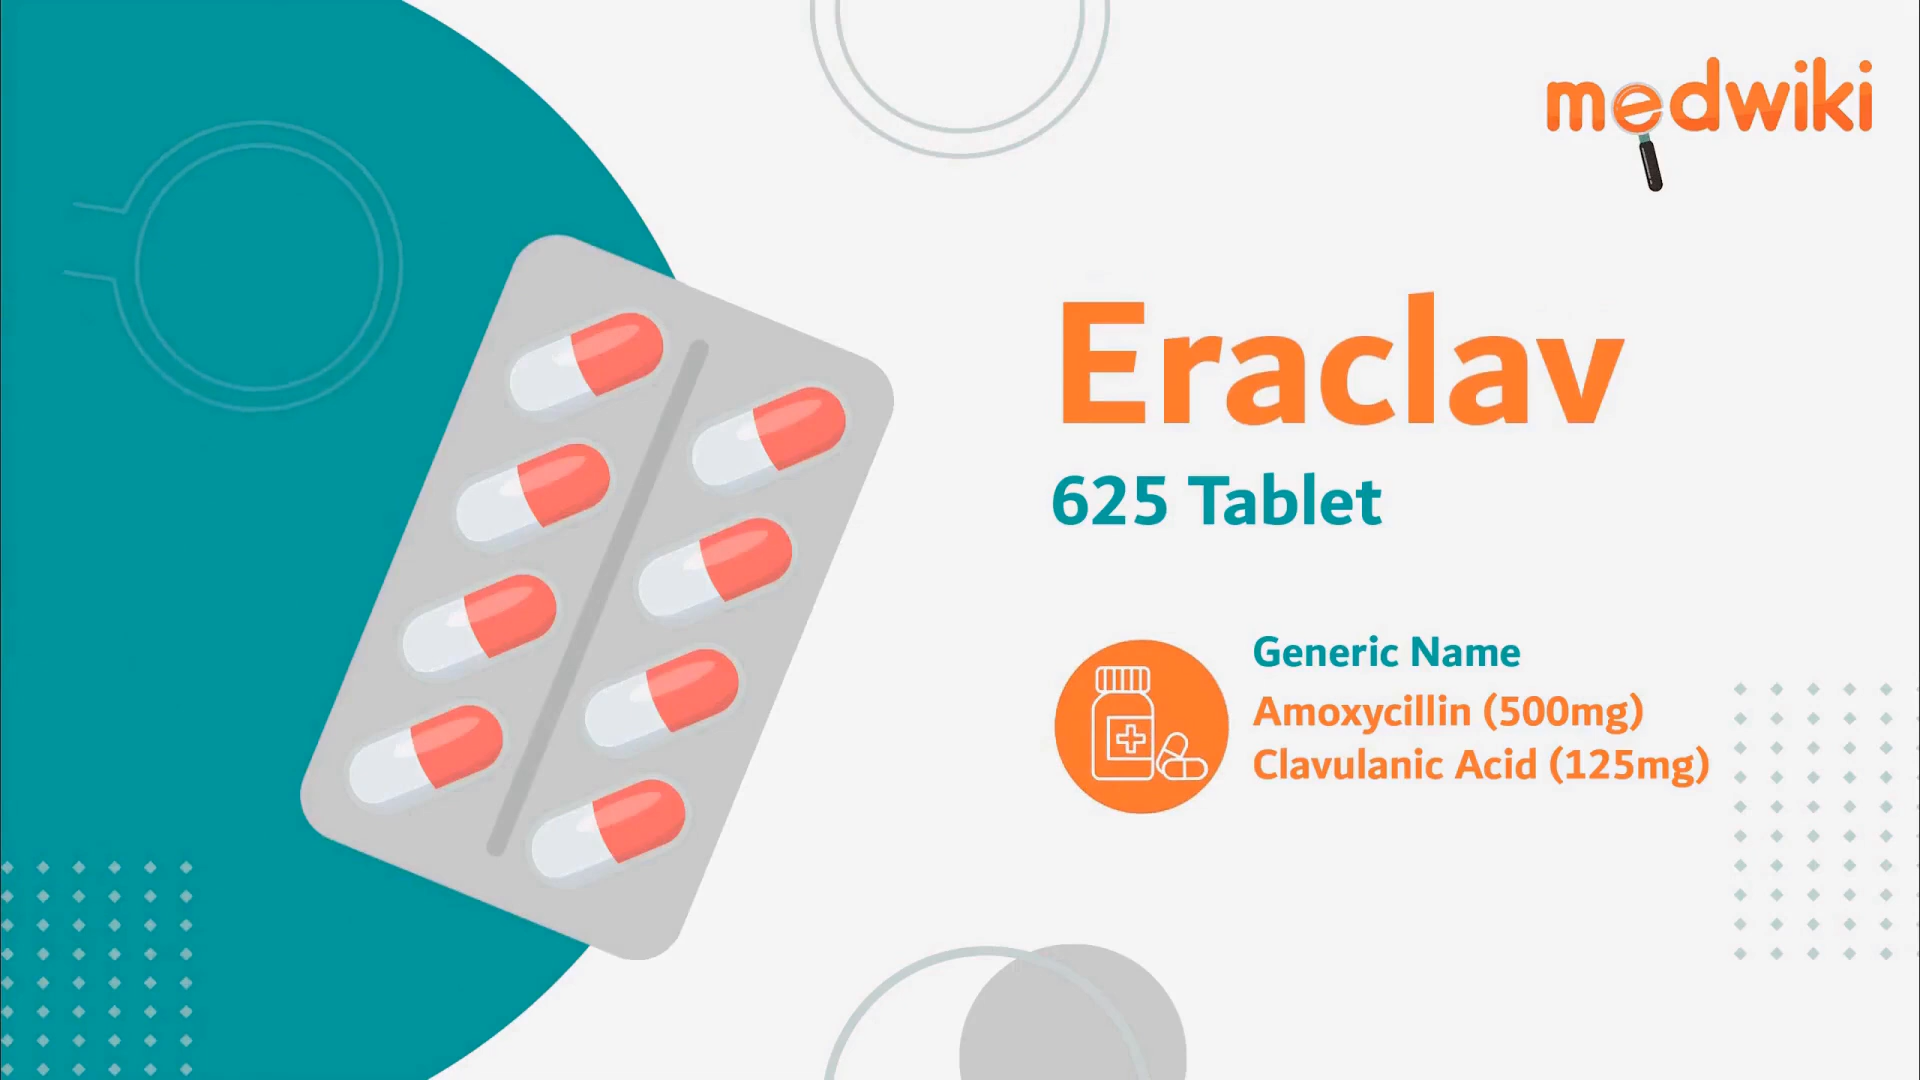 medwiki
Eraclav
625 Tablet
Generic Name
Amoxycillin (500mg)
Clavulanic Acid (125mg)